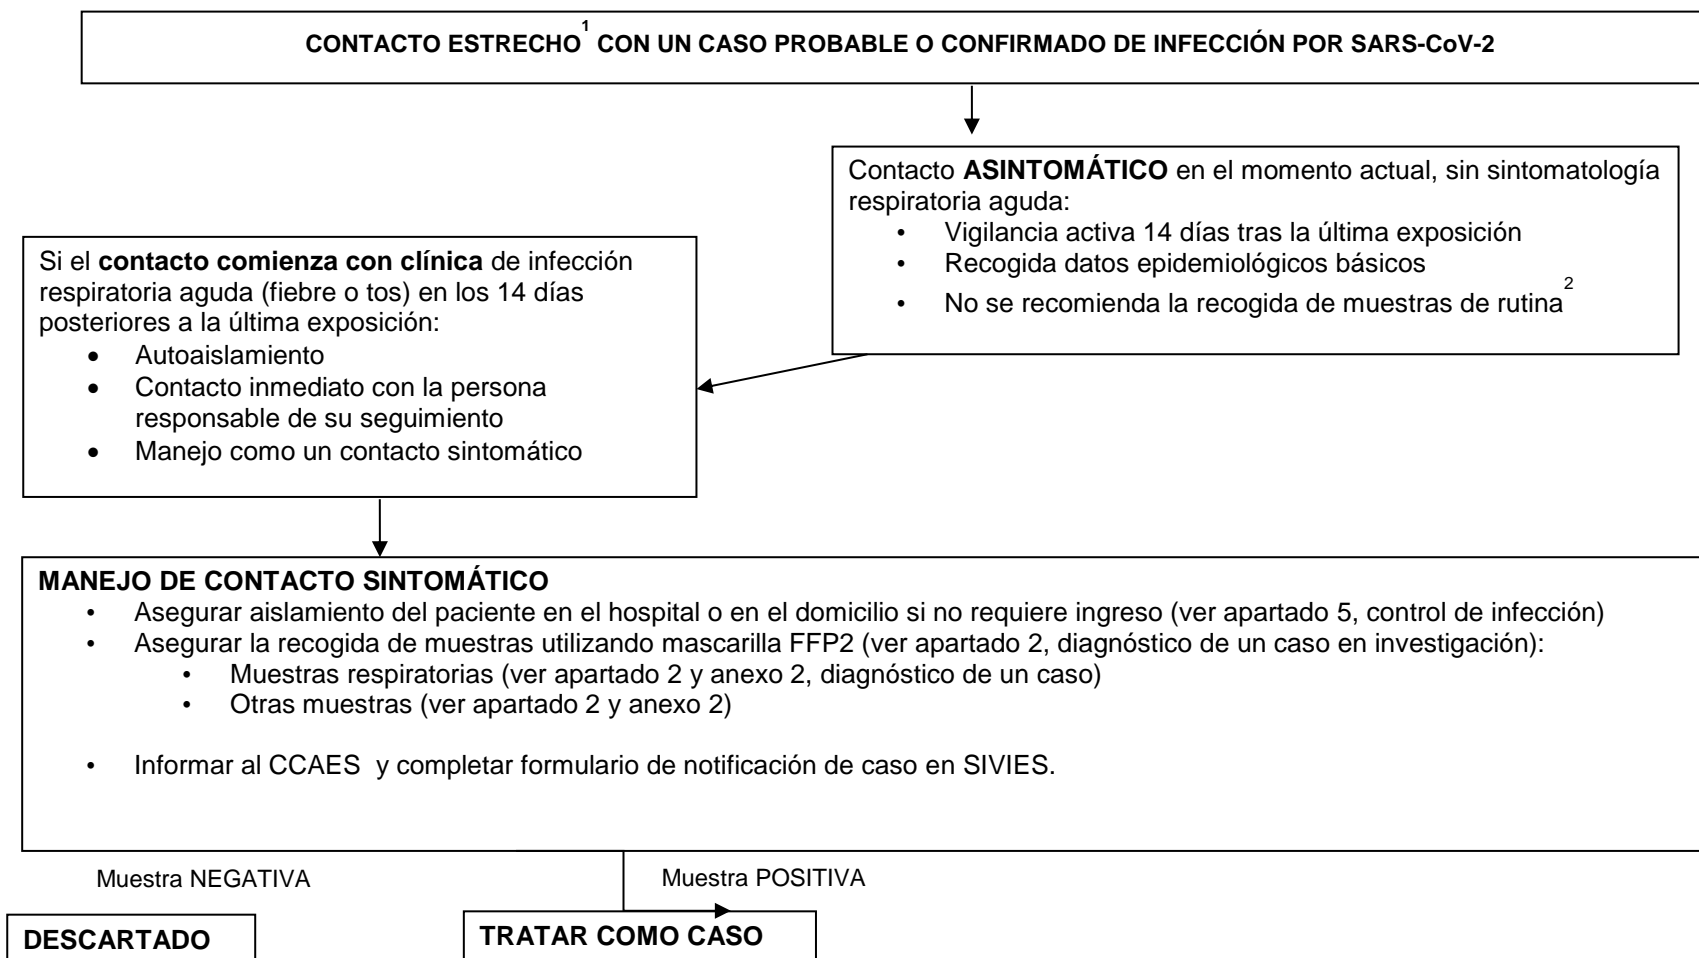 CONTACTO ESTRECHO1 CON UN CASO PROBABLE O CONFIRMADO DE INFECCIÓN POR SARS-CoV-2
Contacto ASINTOMÁTICO en el momento actual, sin sintomatología
respiratoria aguda:
• Vigilancia activa 14 días tras la última exposición
• Recogida datos epidemiológicos básicos
• No se recomienda la recogida de muestras de rutina2
Si el contacto comienza con clínica de infección
respiratoria aguda (fiebre o tos) en los 14 días
posteriores a la última exposición:
• Autoaislamiento
• Contacto inmediato con la persona
responsable de su seguimiento
• Manejo como un contacto sintomático
MANEJO DE CONTACTO SINTOMÁTICO
• Asegurar aislamiento del paciente en el hospital o en el domicilio si no requiere ingreso (ver apartado 5, control de infección)
• Asegurar la recogida de muestras utilizando mascarilla FFP2 (ver apartado 2, diagnóstico de un caso en investigación):
• Muestras respiratorias (ver apartado 2 y anexo 2, diagnóstico de un caso)
• Otras muestras (ver apartado 2 y anexo 2)
• Informar al CCAES y completar formulario de notificación de caso en SIVIES.
Muestra NEGATIVA
Muestra POSITIVA
DESCARTADO
TRATAR COMO CASO